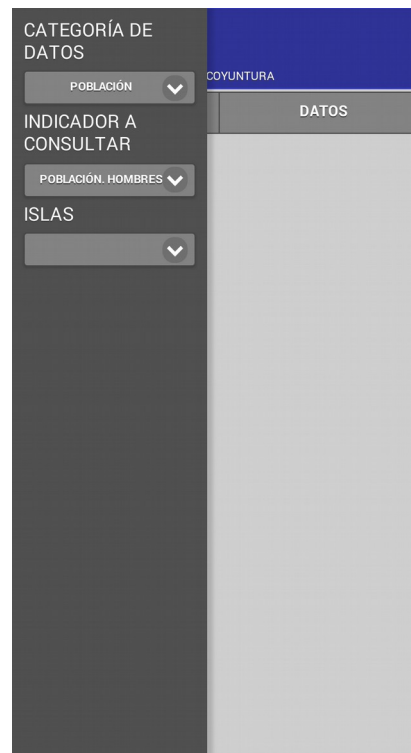 CATEGORÍA DE
DATOS
POBLACIÓN
COYUNTURA
INDICADOR A
CONSULTAR
DATOS
POBLACIÓN. HOMBRES
ISLAS